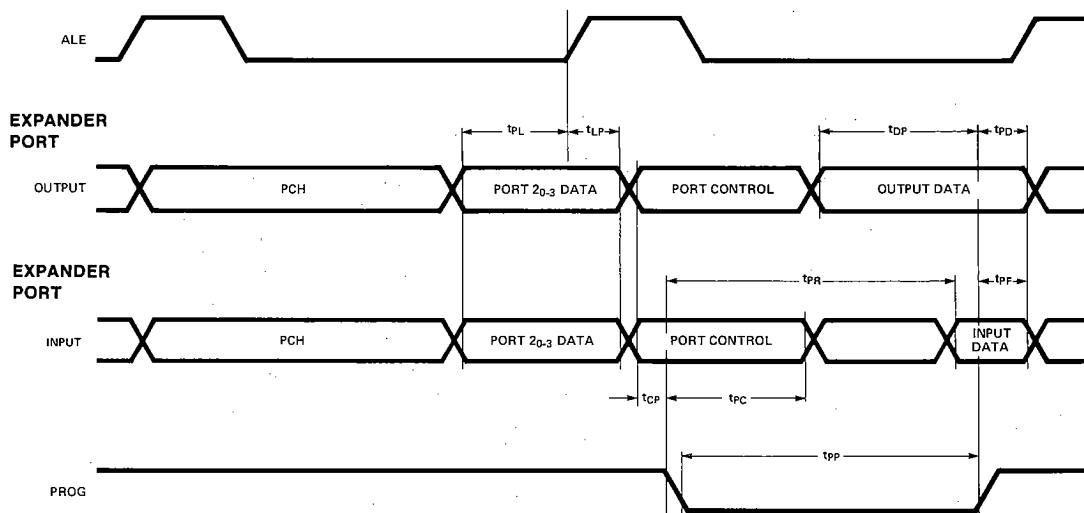 ALE
EXPANDER
PORT
tPL
tLP
tDP
tPD
OUTPUT
PCH
PORT 20-3 DATA
PORT CONTROL
OUTPUT DATA
EXPANDER
PORT
tPR
tPF
INPUT
PCH
PORT 20-3 DATA
PORT CONTROL
INPUT
DATA
tCP
tPC
tPP
PROG